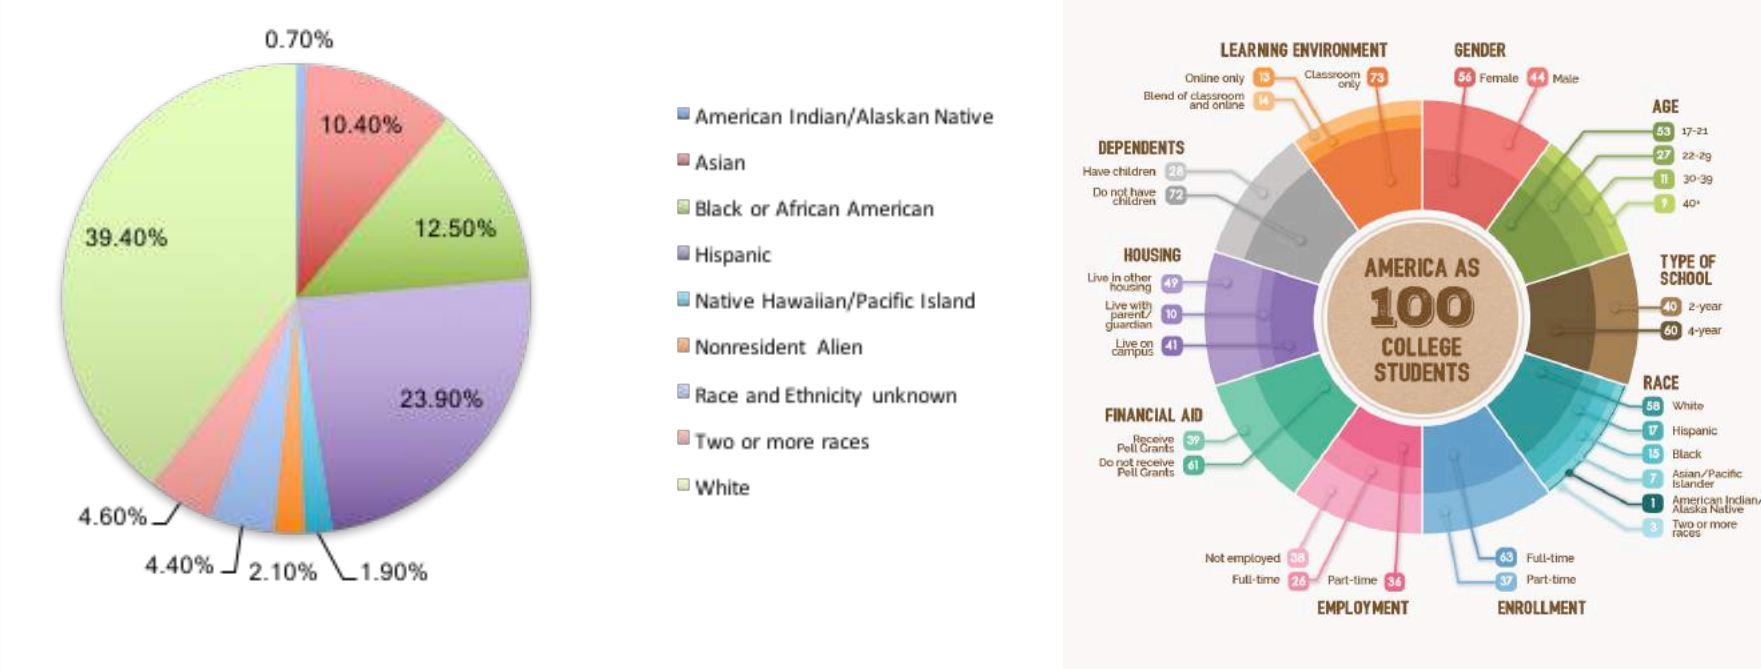 0.70%
10.40%
12.50%
39.40%
23.90%
4.60%
4.40%
2.10%
1.90%
American Indian/Alaskan Native
Asian
Black or African American
Hispanic
Native Hawaiian/Pacific Island
Nonresident Alien
Race and Ethnicity unknown
Two or more races
White
LEARNING ENVIRONMENT
Online only 13
Classroom
only 73
Blend of classroom
and online 14
GENDER
56 Female
44 Male
AGE
53 17-21
27 22-29
11 30-39
9 40+
DEPENDENTS
Have children 28
Do not have
children 72
HOUSING
Live in other
housing 49
Live with
parent/
guardian 10
Live on
campus 41
AMERICA AS
100
COLLEGE
STUDENTS
TYPE OF
SCHOOL
40 2-year
60 4-year
RACE
58 White
17 Hispanic
15 Black
7 Asian/Pacific
Islander
1 American Indian/
Alaska Native
3 Two or more
races
FINANCIAL AID
Receive
Pell Grants 39
Do not receive
Pell Grants 61
Not employed 38
Full-time 26
Part-time 36
EMPLOYMENT
63 Full-time
37 Part-time
ENROLLMENT